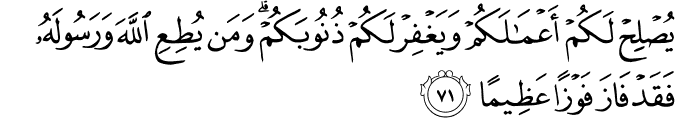 يُصْلِحْ لَكُمْ أَعْمَـٰلَكُمْ وَيَغْفِرْ لَكُمْ ذُنُوبَكُمْ ۗ وَمَن يُطِعِ ٱللَّهَ وَرَسُولَهُۥ
فَقَدْ فَازَ فَوْزًا عَظِيمًا ٧١